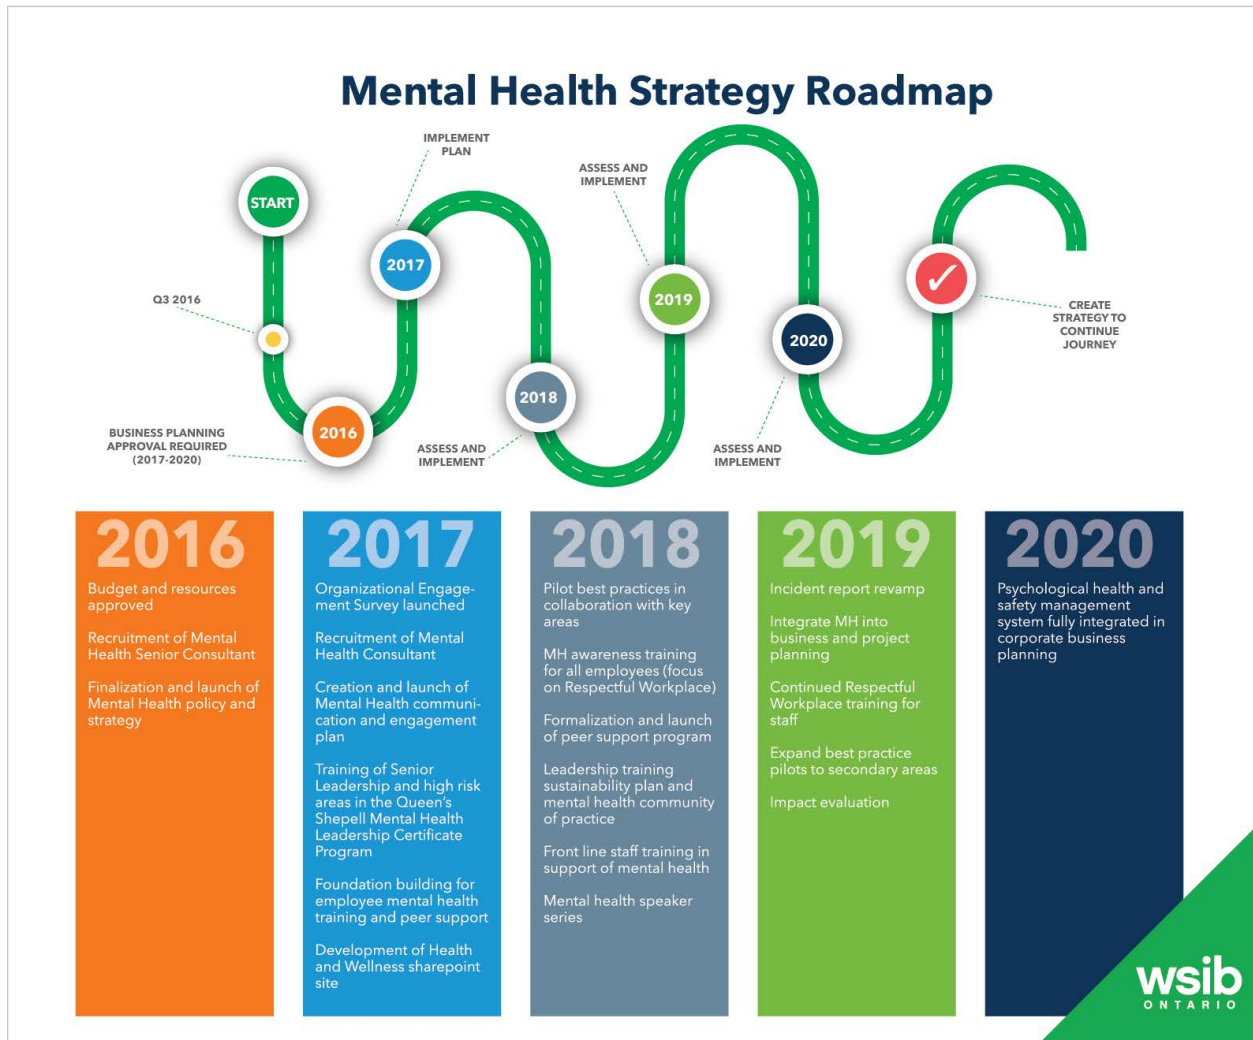 Mental Health Strategy Roadmap
IMPLEMENT
PLAN
ASSESS AND
IMPLEMENT
START
2017
Q3 2016
2019
CREATE
STRATEGY TO
CONTINUE
JOURNEY
2020
2018
2016
BUSINESS PLANNING
APPROVAL REQUIRED
(2017-2020)
ASSESS AND
IMPLEMENT
ASSESS AND
IMPLEMENT
2016
Budget and resources
approved
Recruitment of Mental
Health Senior Consultant
Finalization and launch of
Mental Health policy and
strategy
2017
Organizational Engage-
ment Survey launched
Recruitment of Mental
Health Consultant
Creation and launch of
Mental Health communi-
cation and engagement
plan
Training of Senior
Leadership and high risk
areas in the Queen's
Shepell Mental Health
Leadership Certificate
Program
Foundation building for
employee mental health
training and peer support
Development of Health
and Wellness sharepoint
site
2018
Pilot best practices in
collaboration with key
areas
MH awareness training
for all employees (focus
on Respectful Workplace)
Formalization and launch
of peer support program
Leadership training
sustainability plan and
mental health community
of practice
Front line staff training in
support of mental health
Mental health speaker
series
2019
Incident report revamp
Integrate MH into
business and project
planning
Continued Respectful
Workplace training for
staff
Expand best practice
pilots to secondary areas
Impact evaluation
2020
Psychological health and
safety management
system fully integrated in
corporate business
planning
wsib
ONTARIO